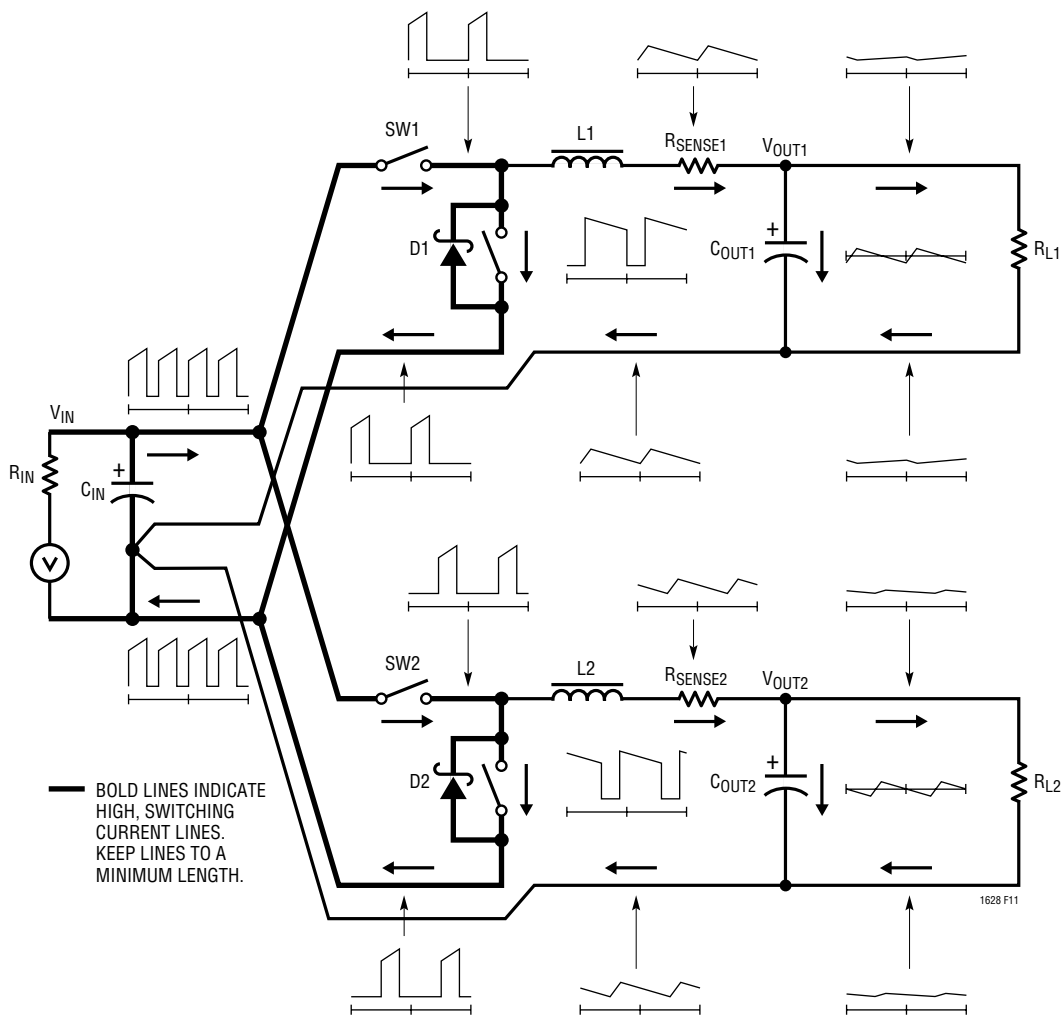 SW1
L1
RSENSE1
VOUT1
D1
COUT1
+
RL1
VIN
RIN
CIN
+
V
SW2
L2
RSENSE2
VOUT2
D2
COUT2
+
RL2
BOLD LINES INDICATE
HIGH, SWITCHING
CURRENT LINES.
KEEP LINES TO A
MINIMUM LENGTH.
1628 F11